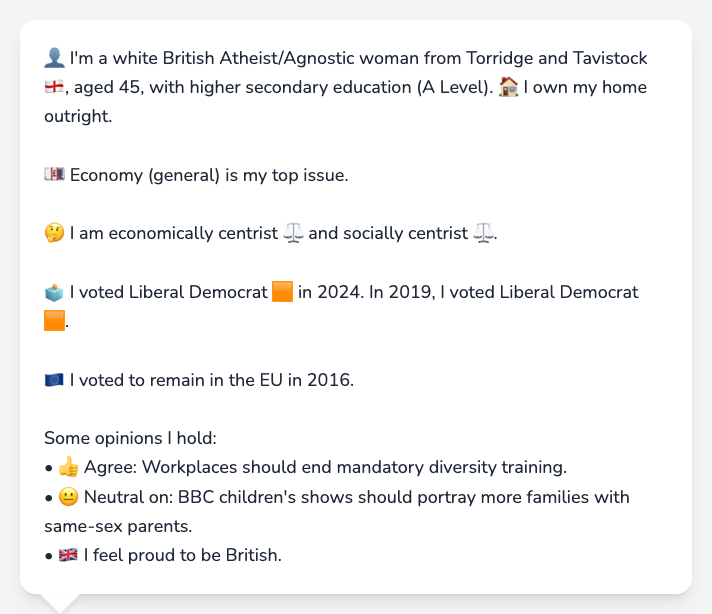 👤 I'm a white British Atheist/Agnostic woman from Torridge and Tavistock
🏴󠁧󠁢󠁥󠁮󠁧󠁿, aged 45, with higher secondary education (A Level). 🏠 I own my home
outright.
💷 Economy (general) is my top issue.
🤔 I am economically centrist ⚖️ and socially centrist ⚖️.
🗳️ I voted Liberal Democrat 🟧 in 2024. In 2019, I voted Liberal Democrat
🟧.
🇪🇺 I voted to remain in the EU in 2016.
Some opinions I hold:
• 👍 Agree: Workplaces should end mandatory diversity training.
• 😐 Neutral on: BBC children's shows should portray more families with
same-sex parents.
• 🇬🇧 I feel proud to be British.